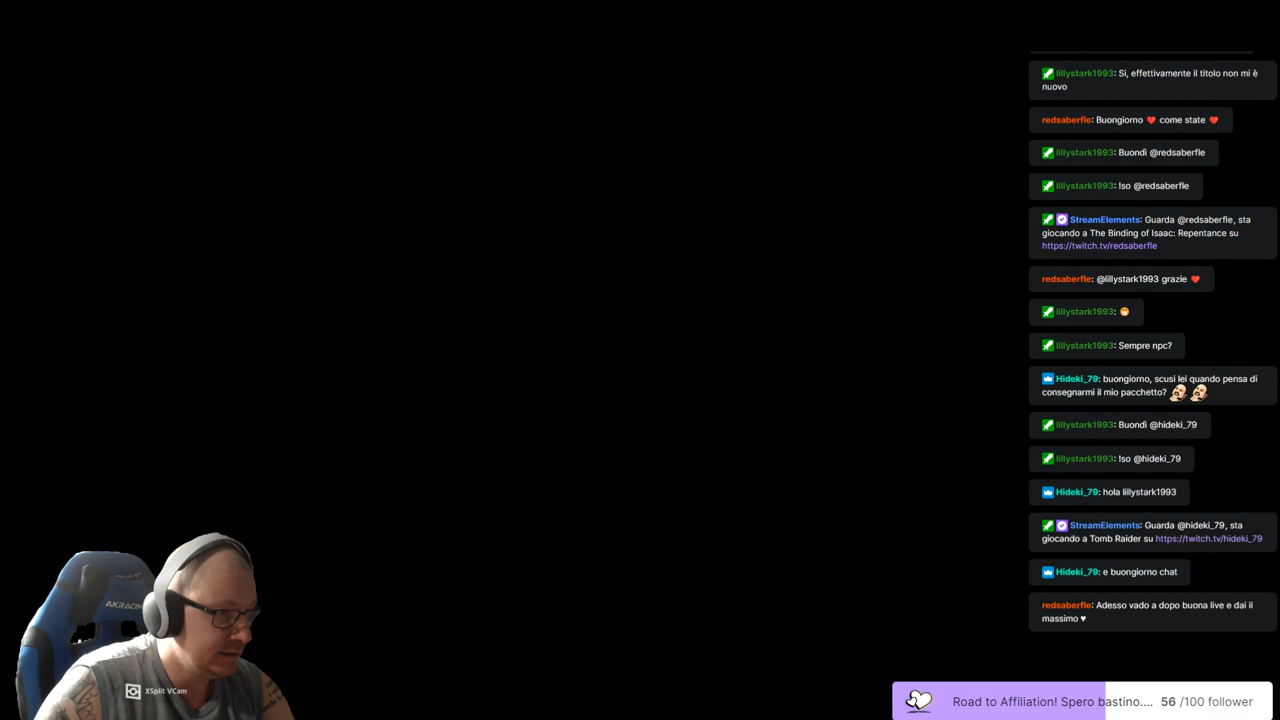 lillystark1993: Si, effettivamente il titolo non mi è
nuovo
redsaberfle: Buongiorno ❤️ come state ❤️
lillystark1993: Buondì @redsaberfle
lillystark1993: !so @redsaberfle
StreamElements: Guarda @redsaberfle, sta
giocando a The Binding of Isaac: Repentance su
https://twitch.tv/redsaberfle
redsaberfle: @lillystark1993 grazie ❤️
lillystark1993: 😁
lillystark1993: Sempre npc?
Hideki_79: buongiorno, scusi lei quando pensa di
consegnarmi il mio pacchetto?
lillystark1993: Buondì @hideki_79
lillystark1993: !so @hideki_79
Hideki_79: hola lillystark1993
StreamElements: Guarda @hideki_79, sta
giocando a Tomb Raider su https://twitch.tv/hideki_79
Hideki_79: e buongiorno chat
redsaberfle: Adesso vado a dopo buona live e dai il
massimo ♥
AKRACING
XSplit VCam
Road to Affiliation! Spero bastino.... 56 /100 follower